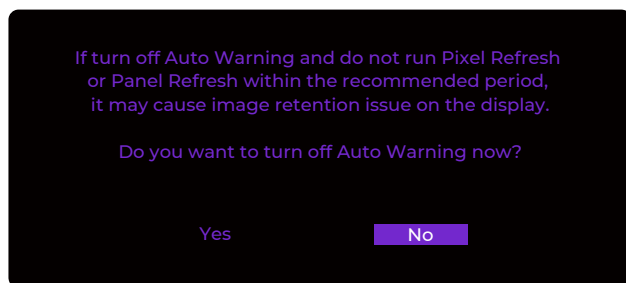 If turn off Auto Warning and do not run Pixel Refresh
or Panel Refresh within the recommended period,
it may cause image retention issue on the display.
Do you want to turn off Auto Warning now?
Yes No